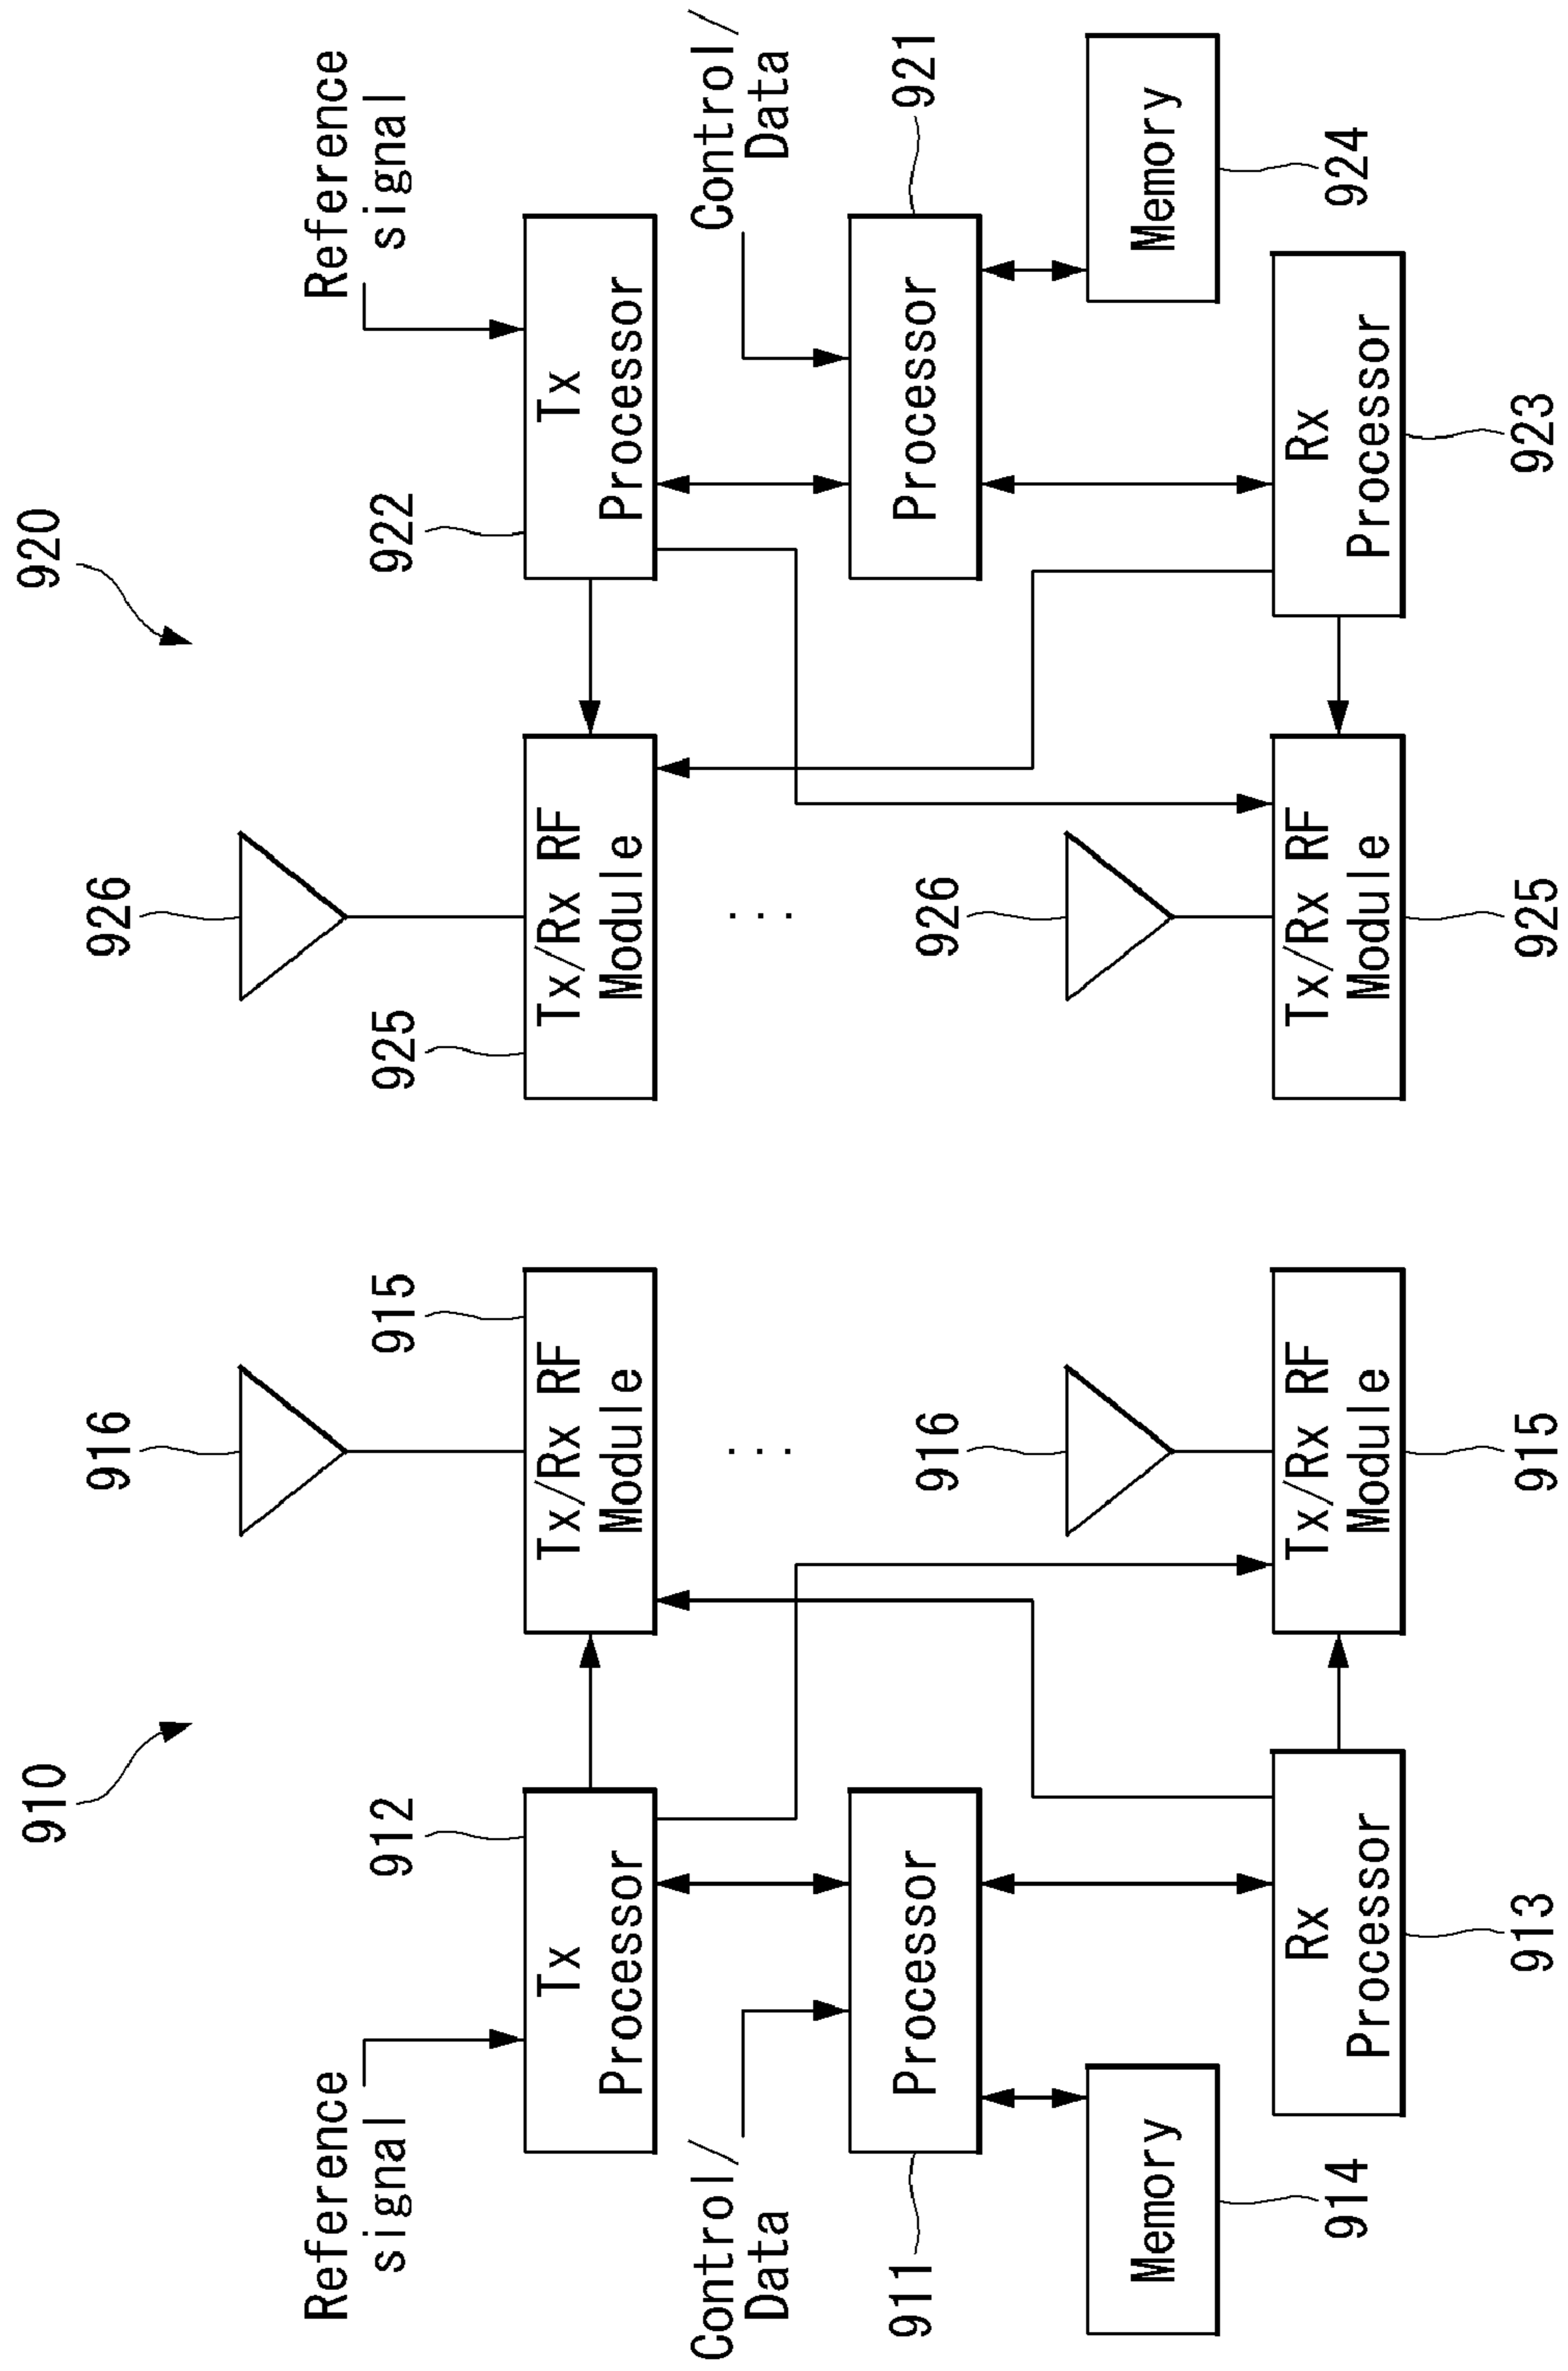 910
920
916
926
Reference
signal
912
915
925
922
Reference
signal
Tx
Processor
Tx/Rx RF
Module
Tx/Rx RF
Module
Tx
Processor
Control/
Data
...
...
Control/
Data
911
Processor
916
926
Processor
921
Memory
Memory
914
924
Rx
Processor
Tx/Rx RF
Module
Tx/Rx RF
Module
Rx
Processor
913
915
925
923